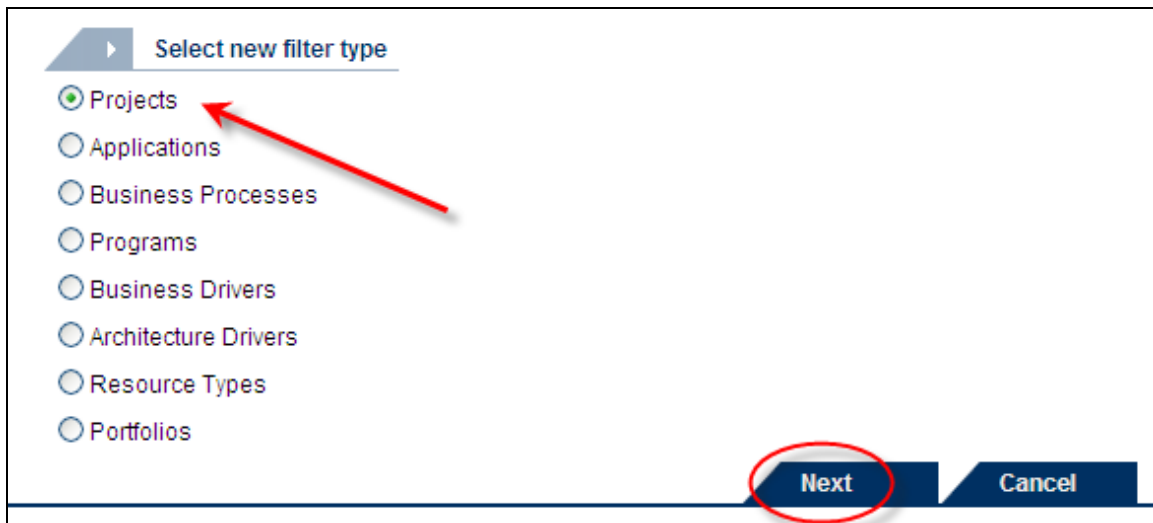 Select new filter type
Projects
Applications
Business Processes
Programs
Business Drivers
Architecture Drivers
Resource Types
Portfolios
Next Cancel